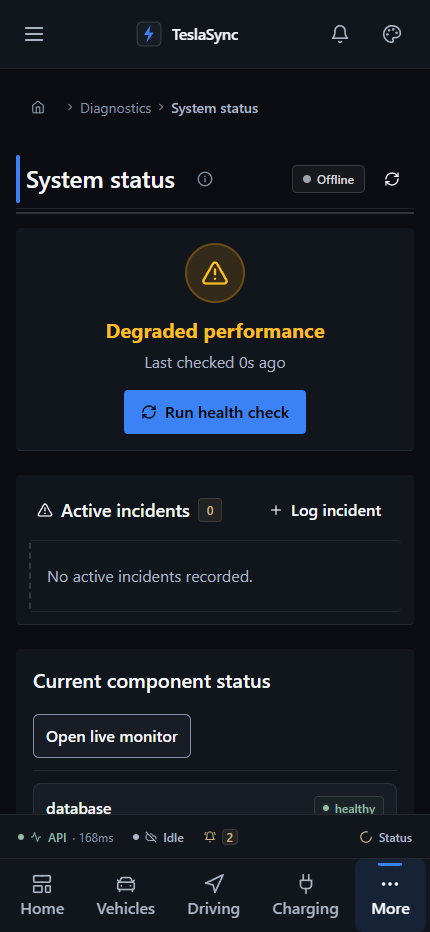 TeslaSync
Diagnostics System status
System status
Offline
Degraded performance
Last checked 0s ago
Run health check
Active incidents 0
Log incident
No active incidents recorded.
Current component status
Open live monitor
database
healthy
API · 168ms
Idle
2
Status
Home
Vehicles
Driving
Charging
More